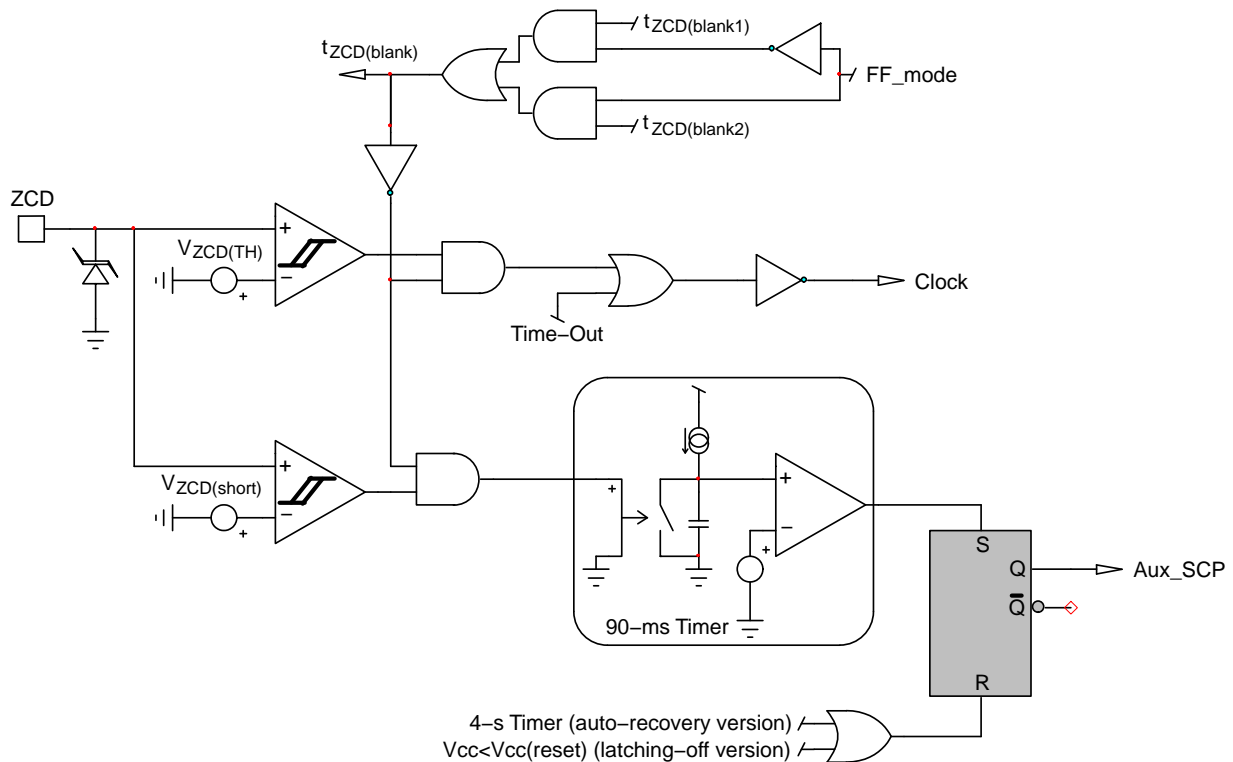 tZCD(blank1)
tZCD(blank)
FF_mode
tZCD(blank2)
ZCD
+
VZCD(TH)
−
+
Clock
Time−Out
+
VZCD(short)
−
+
+
+
−
+
S
Q
Aux_SCP
Q
90−ms Timer
R
4−s Timer (auto−recovery version)
Vcc<Vcc(reset) (latching−off version)